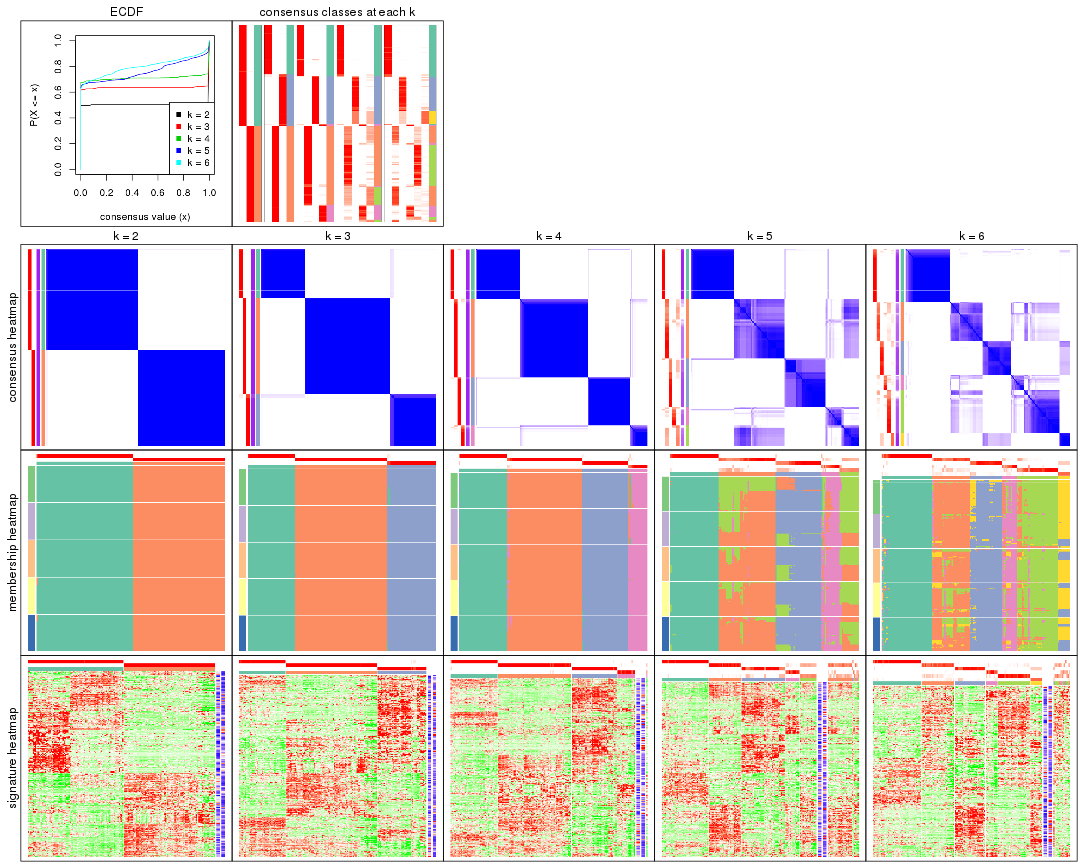 ECDF
consensus classes at each k
P(X <= x)
0.0 0.2 0.4 0.6 0.8 1.0
k = 2
k = 3
k = 4
k = 5
k = 6
0.0 0.2 0.4 0.6 0.8 1.0
consensus value (x)
k = 2 k = 3 k = 4 k = 5 k = 6
consensus heatmap
membership heatmap
signature heatmap